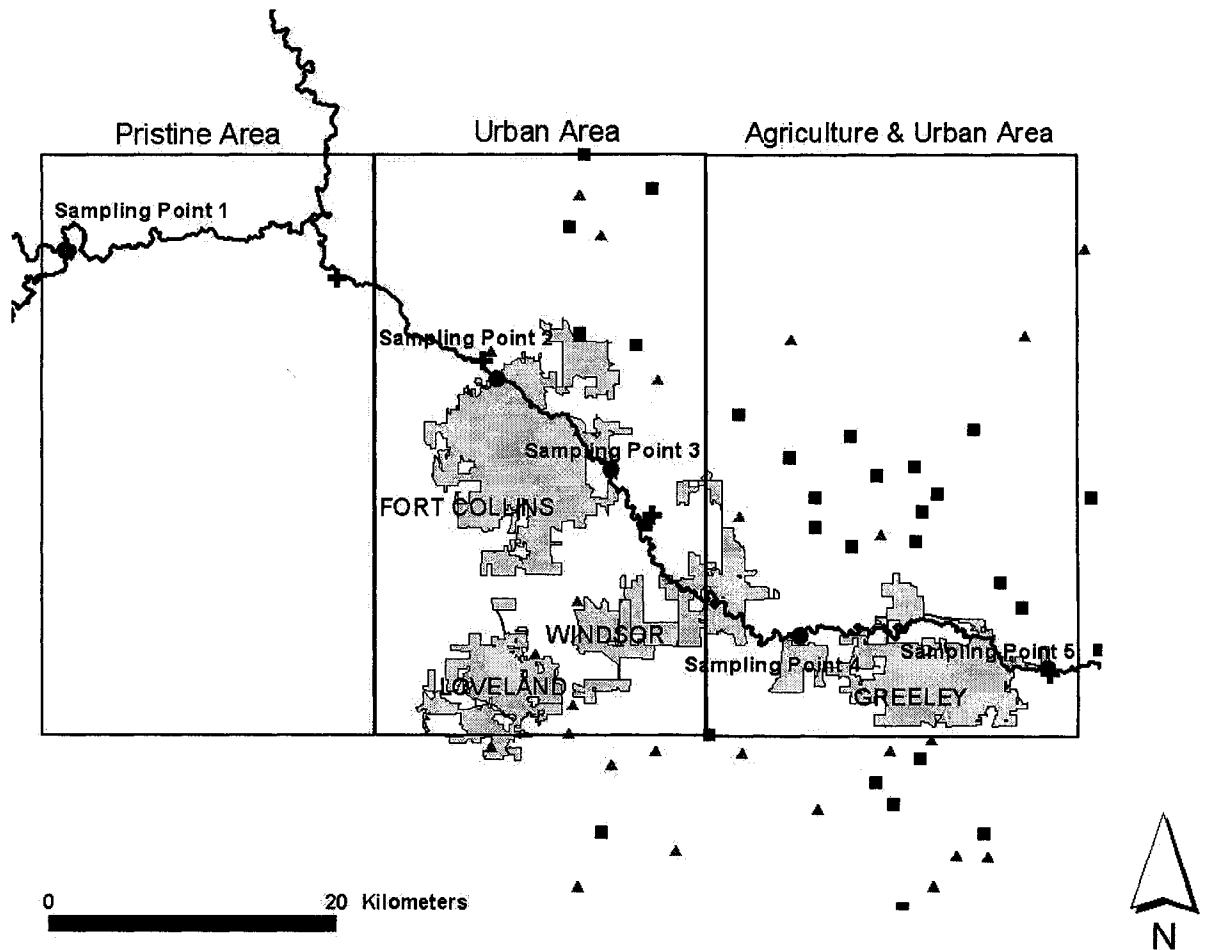 Pristine Area
Urban Area
Agriculture & Urban Area
Sampling Point 1
Sampling Point 2
Sampling Point 3
FORT COLLINS
WINDSOR
Sampling Point 4
Sampling Point 5
LOVELAND
GREELEY
0 20 Kilometers
N